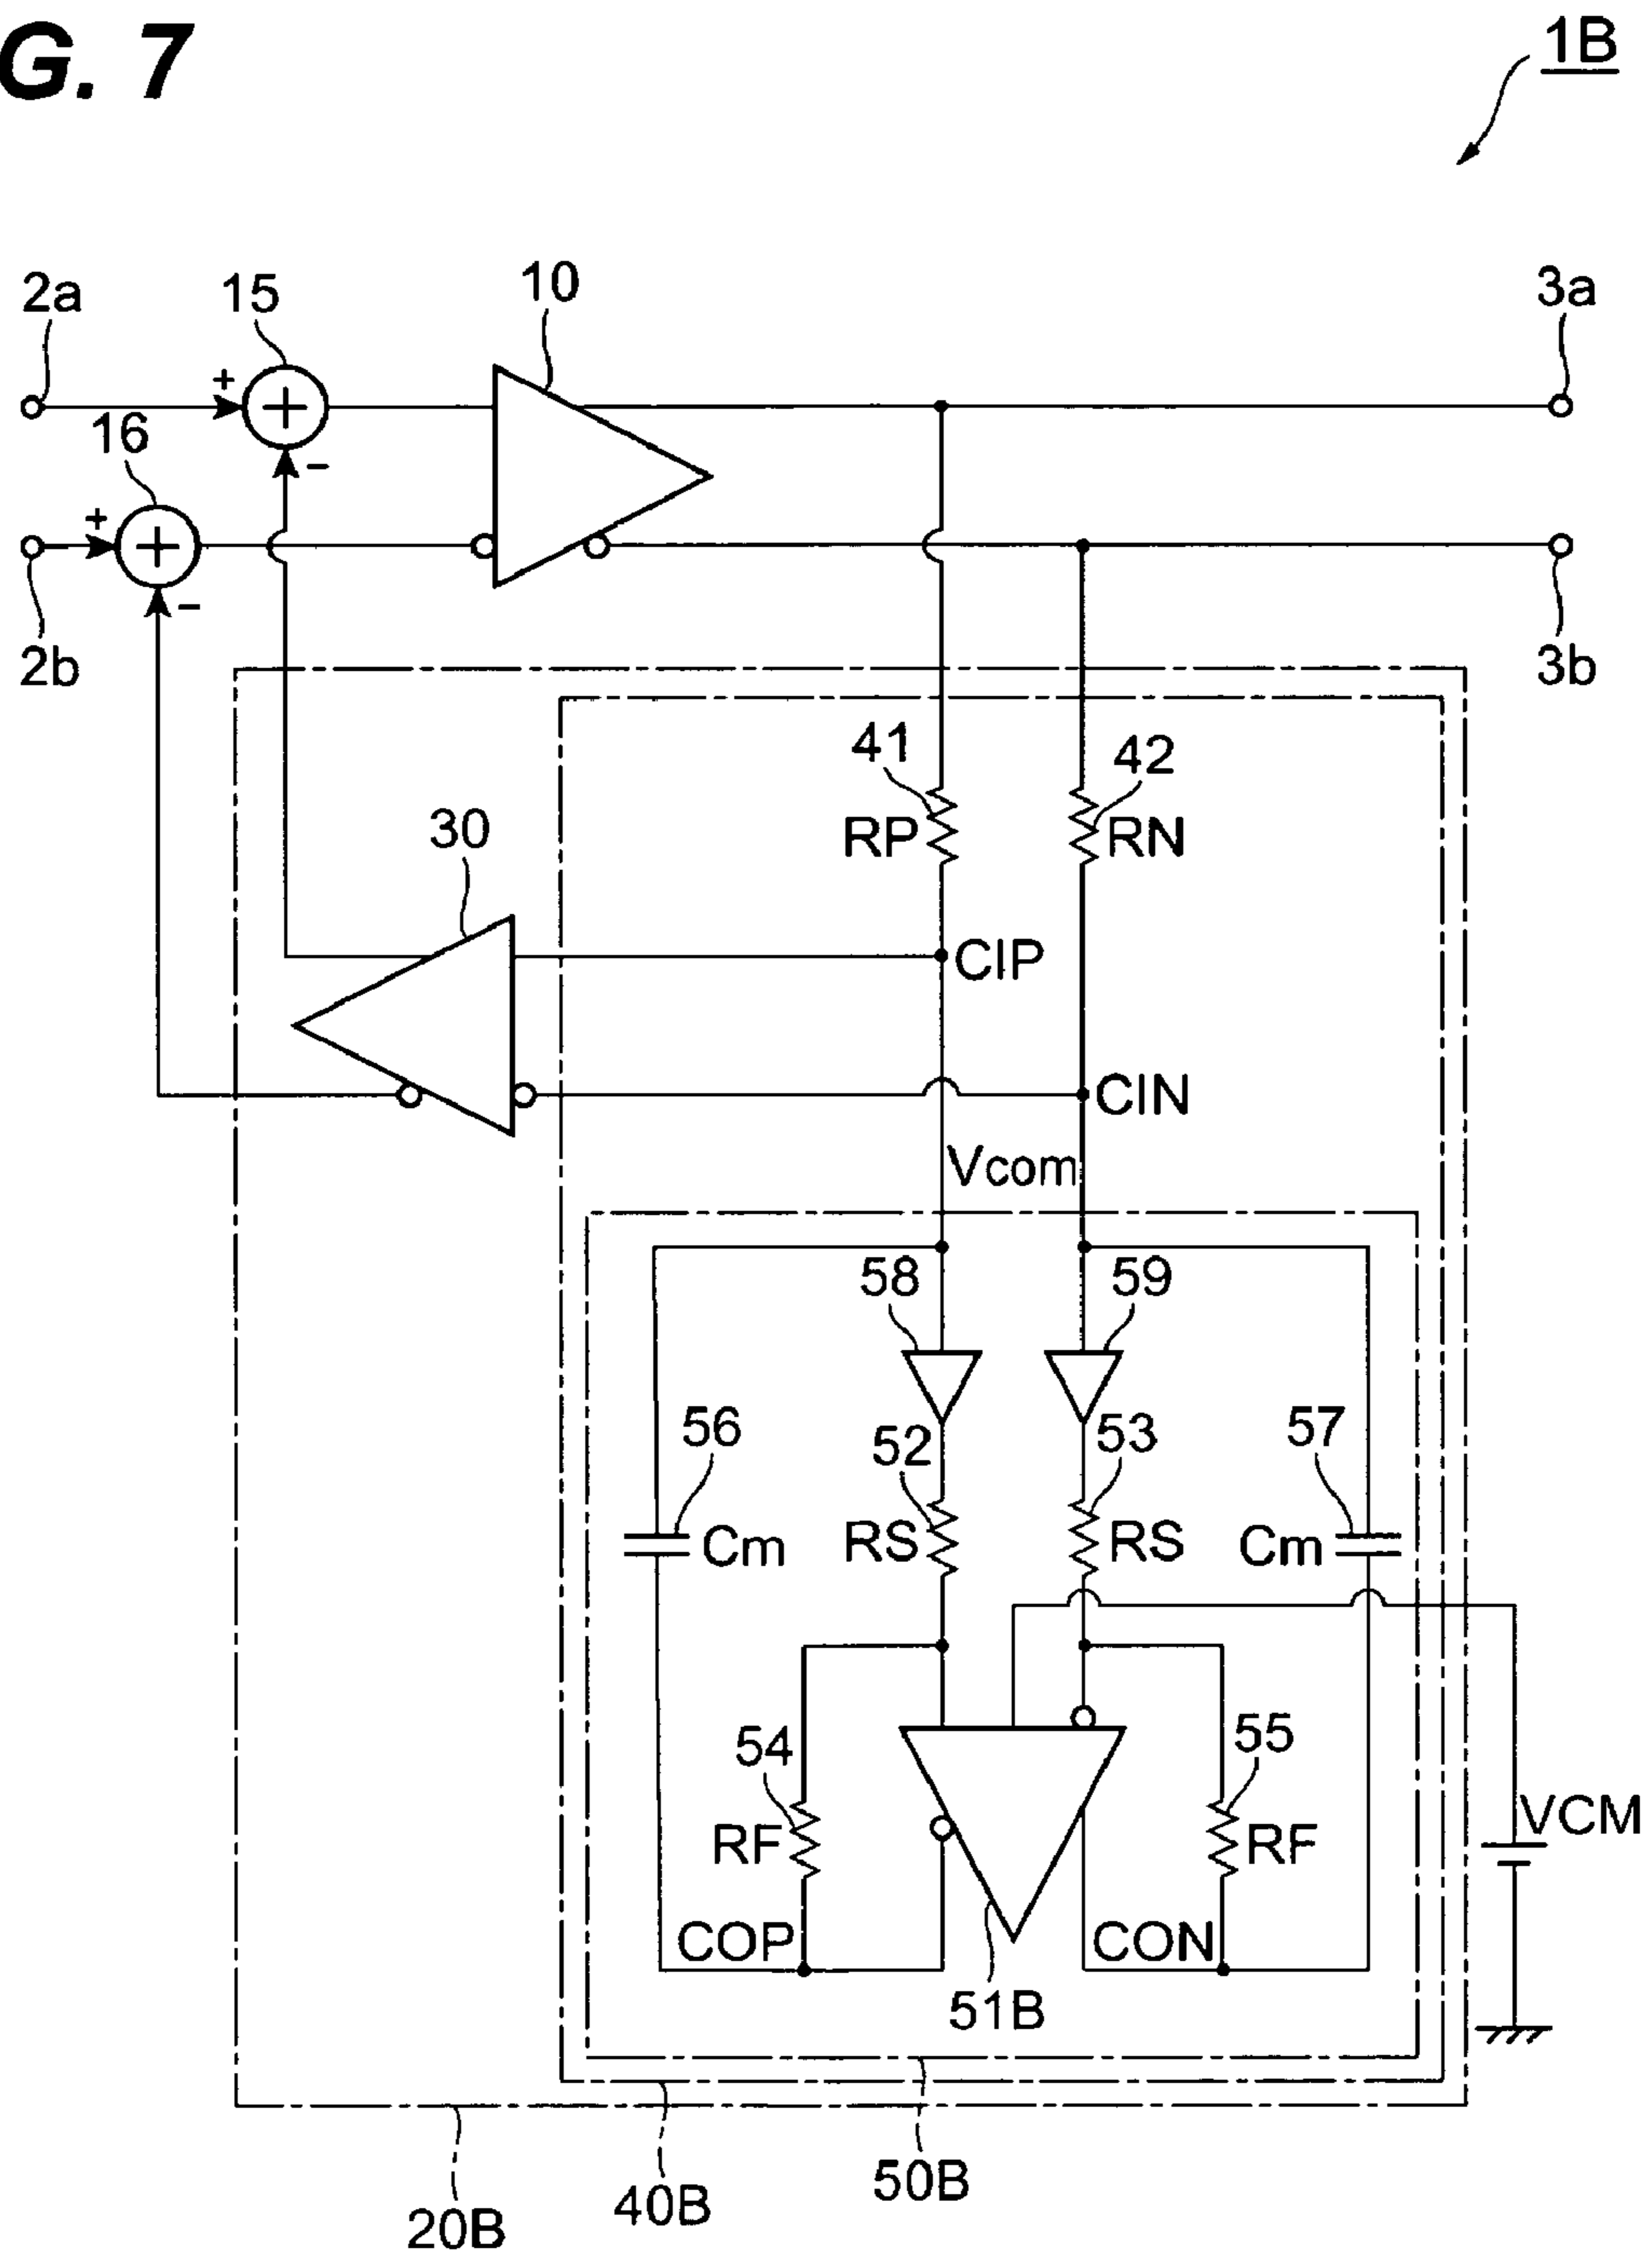 G. 7
1B
2a
15
10
3a
+
16
+
-
-
2b
3b
41
42
RP
RN
30
CIP
CIN
Vcom
58
59
56
52
53
57
Cm
RS
RS
Cm
54
55
RF
RF
VCM
COP
CON
51B
50B
40B
20B